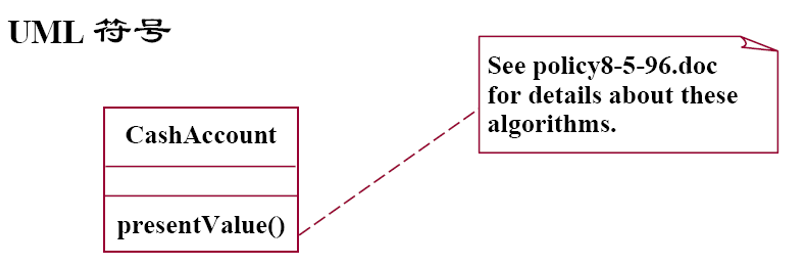 UML 符号
See policy8-5-96.doc
for details about these
algorithms.
CashAccount
presentValue()